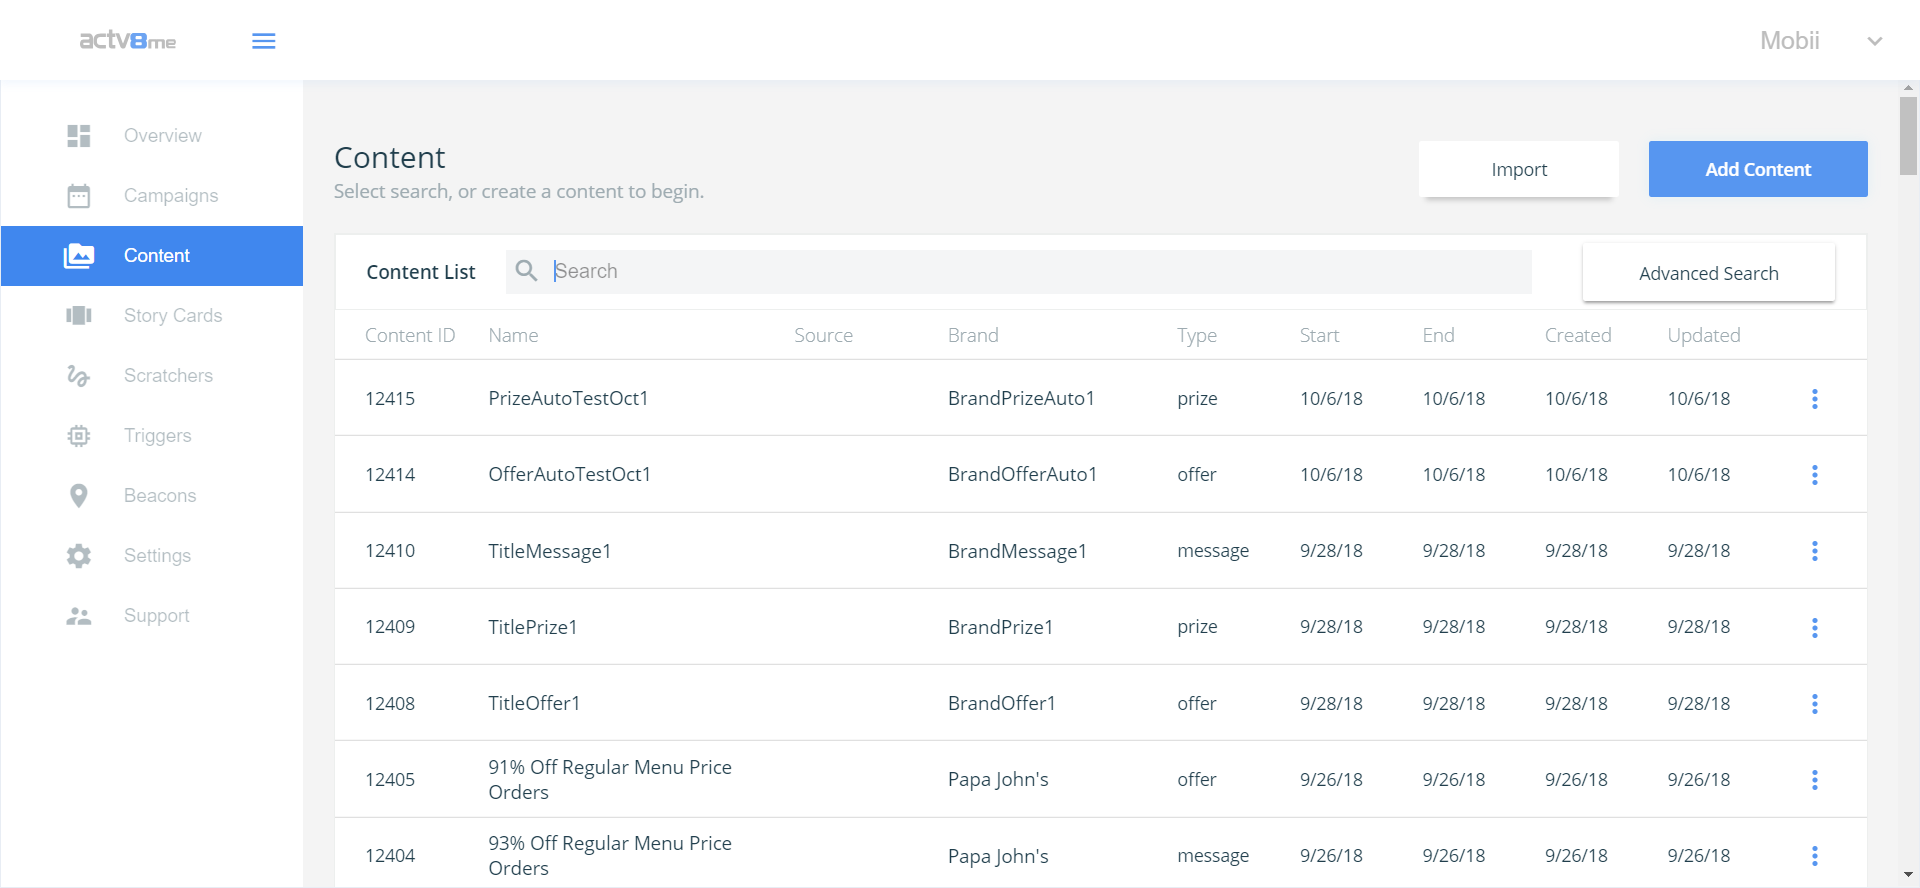 actv8me
Mobii
Overview
Campaigns
Content
Story Cards
Scratchers
Triggers
Beacons
Settings
Support
Content
Select search, or create a content to begin.
Import
Add Content
Content List
Search
Advanced Search
Content ID Name Source Brand Type Start End Created Updated
12415 PrizeAutoTestOct1 BrandPrizeAuto1 prize 10/6/18 10/6/18 10/6/18 10/6/18
12414 OfferAutoTestOct1 BrandOfferAuto1 offer 10/6/18 10/6/18 10/6/18 10/6/18
12410 TitleMessage1 BrandMessage1 message 9/28/18 9/28/18 9/28/18 9/28/18
12409 TitlePrize1 BrandPrize1 prize 9/28/18 9/28/18 9/28/18 9/28/18
12408 TitleOffer1 BrandOffer1 offer 9/28/18 9/28/18 9/28/18 9/28/18
12405 91% Off Regular Menu Price Orders Papa John's offer 9/26/18 9/26/18 9/26/18 9/26/18
12404 93% Off Regular Menu Price Orders Papa John's message 9/26/18 9/26/18 9/26/18 9/26/18